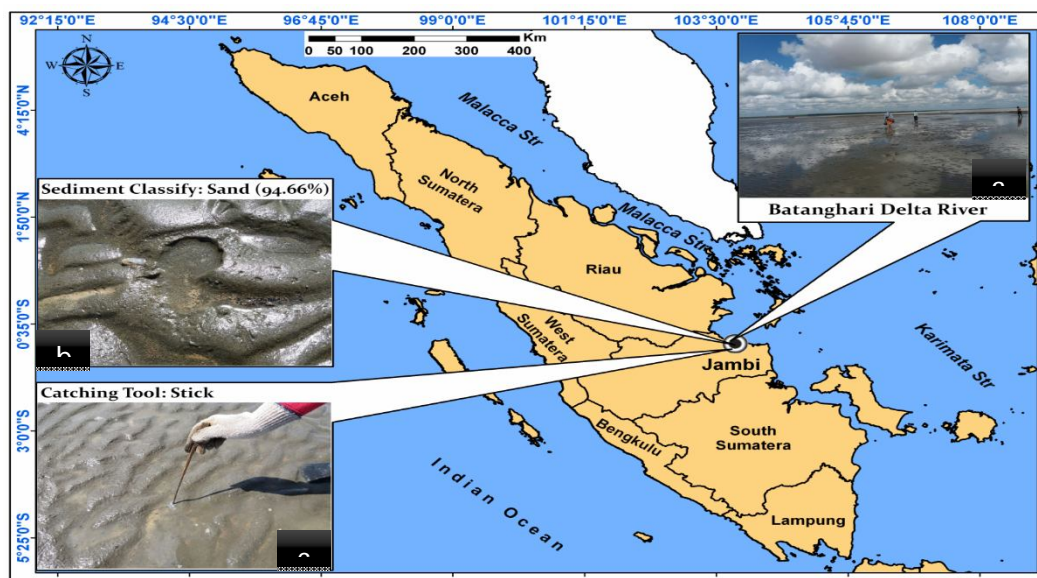 92°15'0"E 94°30'0"E 96°45'0"E 99°0'0"E 101°15'0"E 103°30'0"E 105°45'0"E 108°0'0"E
Km
0 50 100 200 300 400
N
W E
S
4°15'0"N
1°50'0"N
0°35'0"S
3°0'0"S
5°25'0"S
Aceh
Malacca Str
North
Sumatera
Malacca Str
Riau
West
Sumatera
Jambi
Karimata Str
South
Sumatera
Bengkulu
Lampung
Indian Ocean
Batanghari Delta River
Sediment Classify: Sand (94.66%)
Catching Tool: Stick